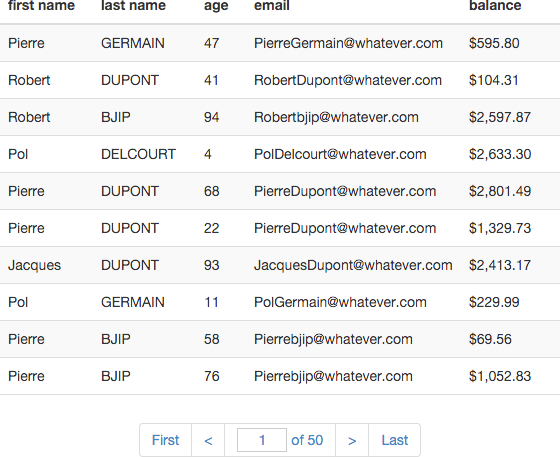 first name last name age email balance
Pierre GERMAIN 47 PierreGermain@whatever.com $595.80
Robert DUPONT 41 RobertDupont@whatever.com $104.31
Robert BJIP 94 Robertbjip@whatever.com $2,597.87
Pol DELCOURT 4 PolDelcourt@whatever.com $2,633.30
Pierre DUPONT 68 PierreDupont@whatever.com $2,801.49
Pierre DUPONT 22 PierreDupont@whatever.com $1,329.73
Jacques DUPONT 93 JacquesDupont@whatever.com $2,413.17
Pol GERMAIN 11 PolGermain@whatever.com $229.99
Pierre BJIP 58 Pierrebjip@whatever.com $69.56
Pierre BJIP 76 Pierrebjip@whatever.com $1,052.83
First < 1 of 50 > Last